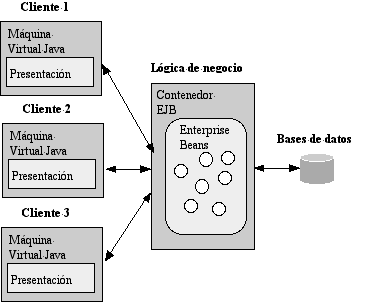 Cliente 1
Máquina
Virtual Java
Presentación
Cliente 2
Máquina
Virtual Java
Presentación
Cliente 3
Máquina
Virtual Java
Presentación
Lógica de negocio
Contenedor
EJB
Enterprise
Beans
Bases de datos